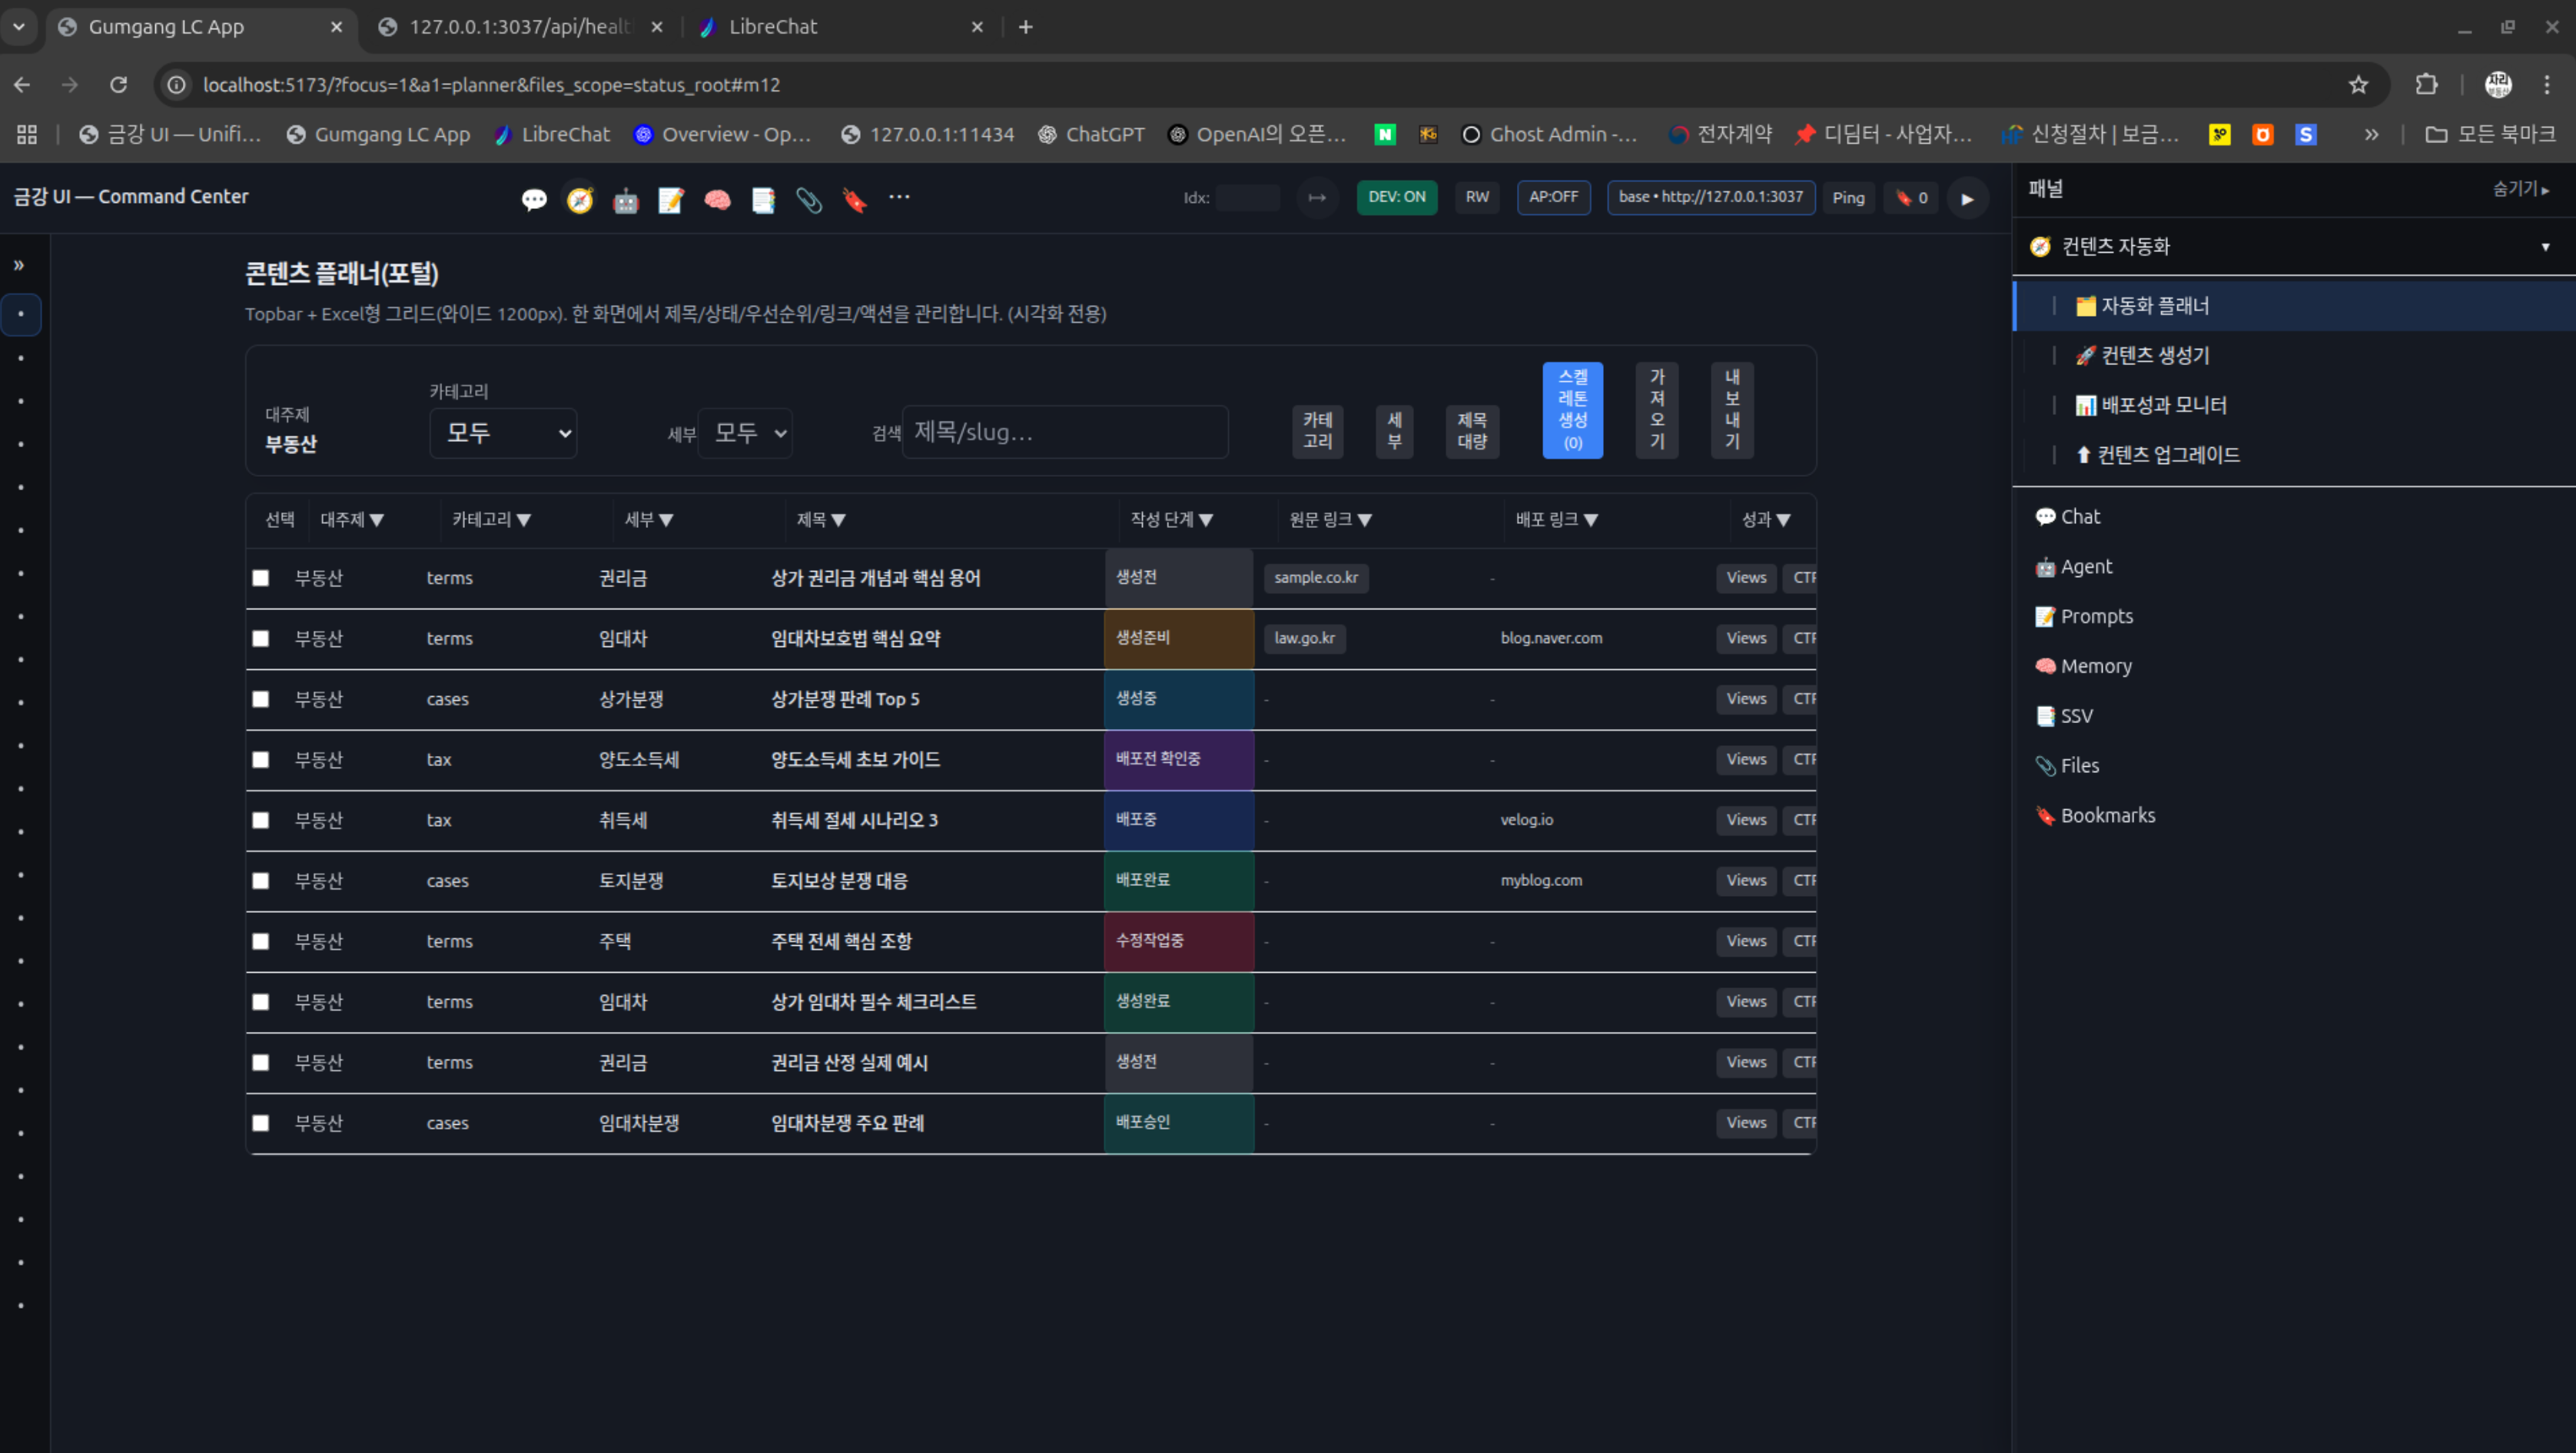 Gumgang LC App
127.0.0.1:3037/api/healt
LibreChat
localhost:5173/?focus=1&a1=planner&files_scope=status_root#m12
금강 UI — Unifi...
Gumgang LC App
LibreChat
Overview - Op...
127.0.0.1:11434
ChatGPT
OpenAI의 오픈...
N
Ghost Admin -...
전자계약
디딤터 - 사업자...
신청절차 | 보금...
S
»
모든 북마크
금강 UI — Command Center
...
Idx:
DEV: ON
RW
AP:OFF
base • http://127.0.0.1:3037
Ping
0
패널
숨기기 ▸
컨텐츠 자동화
자동화 플래너
컨텐츠 생성기
배포성과 모니터
컨텐츠 업그레이드
Chat
Agent
Prompts
Memory
SSV
Files
Bookmarks
»
콘텐츠 플래너(포털)
Topbar + Excel형 그리드(와이드 1200px). 한 화면에서 제목/상태/우선순위/링크/액션을 관리합니다. (시각화 전용)
대주제
부동산
카테고리
모두
세부 모두
검색 제목/slug...
카테
고리
세
부
제목
대량
스켈
레톤
생성
(0)
가
져
오
기
내
보
내
기
선택 대주제 ▼ 카테고리 ▼ 세부 ▼ 제목 ▼ 작성 단계 ▼ 원문 링크 ▼ 배포 링크 ▼ 성과 ▼
부동산 terms 권리금 상가 권리금 개념과 핵심 용어 생성전 sample.co.kr - Views CTR
부동산 terms 임대차 임대차보호법 핵심 요약 생성준비 law.go.kr blog.naver.com Views CTR
부동산 cases 상가분쟁 상가분쟁 판례 Top 5 생성중 - - Views CTR
부동산 tax 양도소득세 양도소득세 초보 가이드 배포전 확인중 - - Views CTR
부동산 tax 취득세 취득세 절세 시나리오 3 배포중 - velog.io Views CTR
부동산 cases 토지분쟁 토지보상 분쟁 대응 배포완료 - myblog.com Views CTR
부동산 terms 주택 주택 전세 핵심 조항 수정작업중 - - Views CTR
부동산 terms 임대차 상가 임대차 필수 체크리스트 생성완료 - - Views CTR
부동산 terms 권리금 권리금 산정 실제 예시 생성전 - - Views CTR
부동산 cases 임대차분쟁 임대차분쟁 주요 판례 배포승인 - - Views CTR